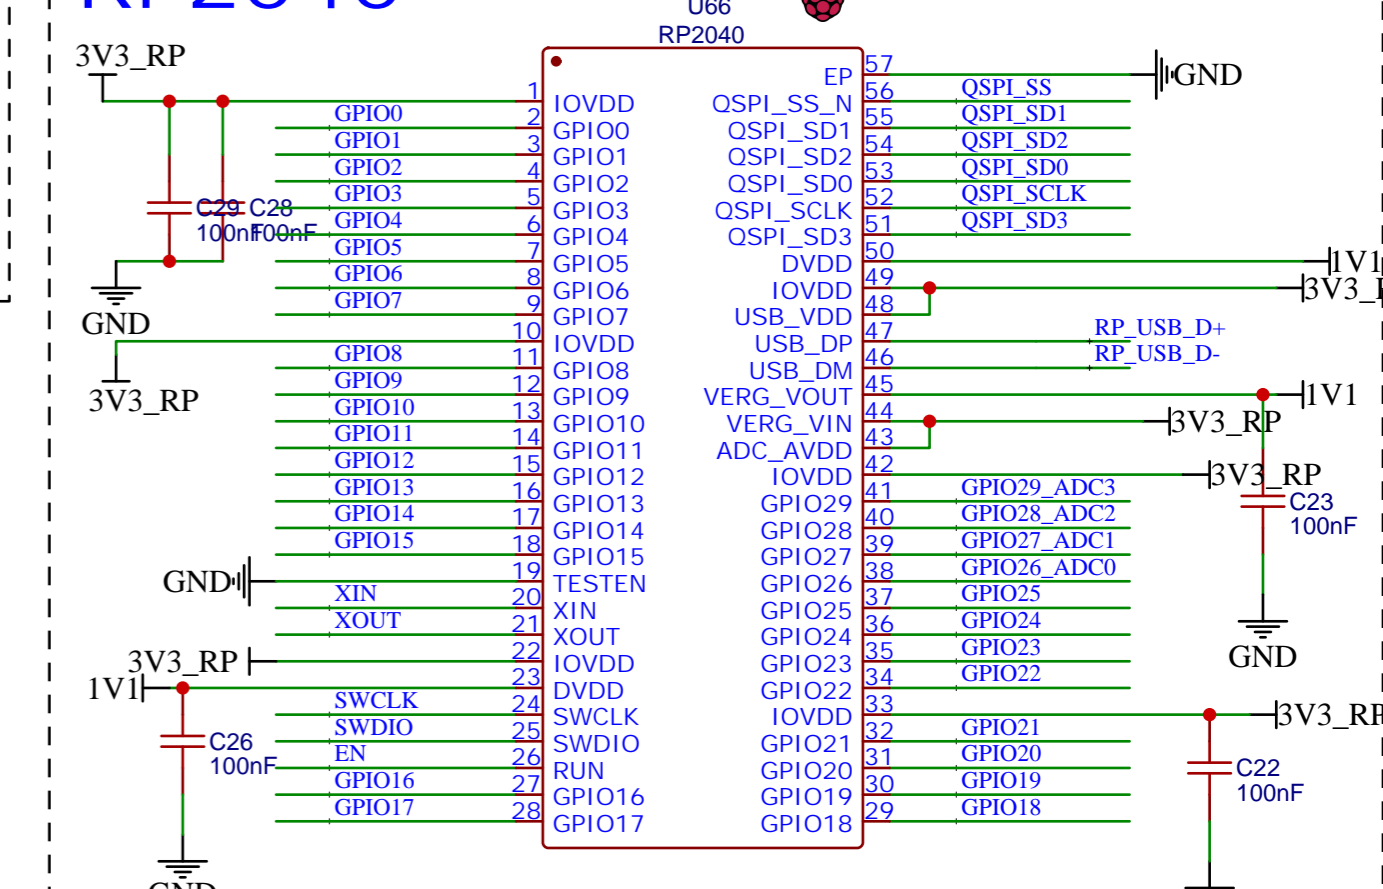 RP2040
U66
RP2040
3V3_RP
GPIO0
GPIO1
GPIO2
GPIO3
GPIO4
GPIO5
GPIO6
GPIO7
C29 C28
100nF 100nF
GND
3V3_RP
GPIO8
GPIO9
GPIO10
GPIO11
GPIO12
GPIO13
GPIO14
GPIO15
GND
XIN
XOUT
3V3_RP
1V1
SWCLK
SWDIO
EN
GPIO16
GPIO17
C26
100nF
GND
1 IOVDD
2 GPIO0
3 GPIO1
4 GPIO2
5 GPIO3
6 GPIO4
7 GPIO5
8 GPIO6
9 GPIO7
10 IOVDD
11 GPIO8
12 GPIO9
13 GPIO10
14 GPIO11
15 GPIO12
16 GPIO13
17 GPIO14
18 GPIO15
19 TESTEN
20 XIN
21 XOUT
22 IOVDD
23 DVDD
24 SWCLK
25 SWDIO
26 RUN
27 GPIO16
28 GPIO17
EP 57
QSPI_SS_N 56
QSPI_SD1 55
QSPI_SD2 54
QSPI_SD0 53
QSPI_SCLK 52
QSPI_SD3 51
DVDD 50
IOVDD 49
USB_VDD 48
USB_DP 47
USB_DM 46
VERG_VOUT 45
VERG_VIN 44
ADC_AVDD 43
IOVDD 42
GPIO29 41
GPIO28 40
GPIO27 39
GPIO26 38
GPIO25 37
GPIO24 36
GPIO23 35
GPIO22 34
IOVDD 33
GPIO21 32
GPIO20 31
GPIO19 30
GPIO18 29
GND
QSPI_SS
QSPI_SD1
QSPI_SD2
QSPI_SD0
QSPI_SCLK
QSPI_SD3
1V1
3V3_
RP_USB_D+
RP_USB_D-
1V1
3V3_RP
3V3_RP
C23
100nF
GND
GPIO29_ADC3
GPIO28_ADC2
GPIO27_ADC1
GPIO26_ADC0
GPIO25
GPIO24
GPIO23
GPIO22
3V3_RP
GPIO21
GPIO20
GPIO19
GPIO18
C22
100nF